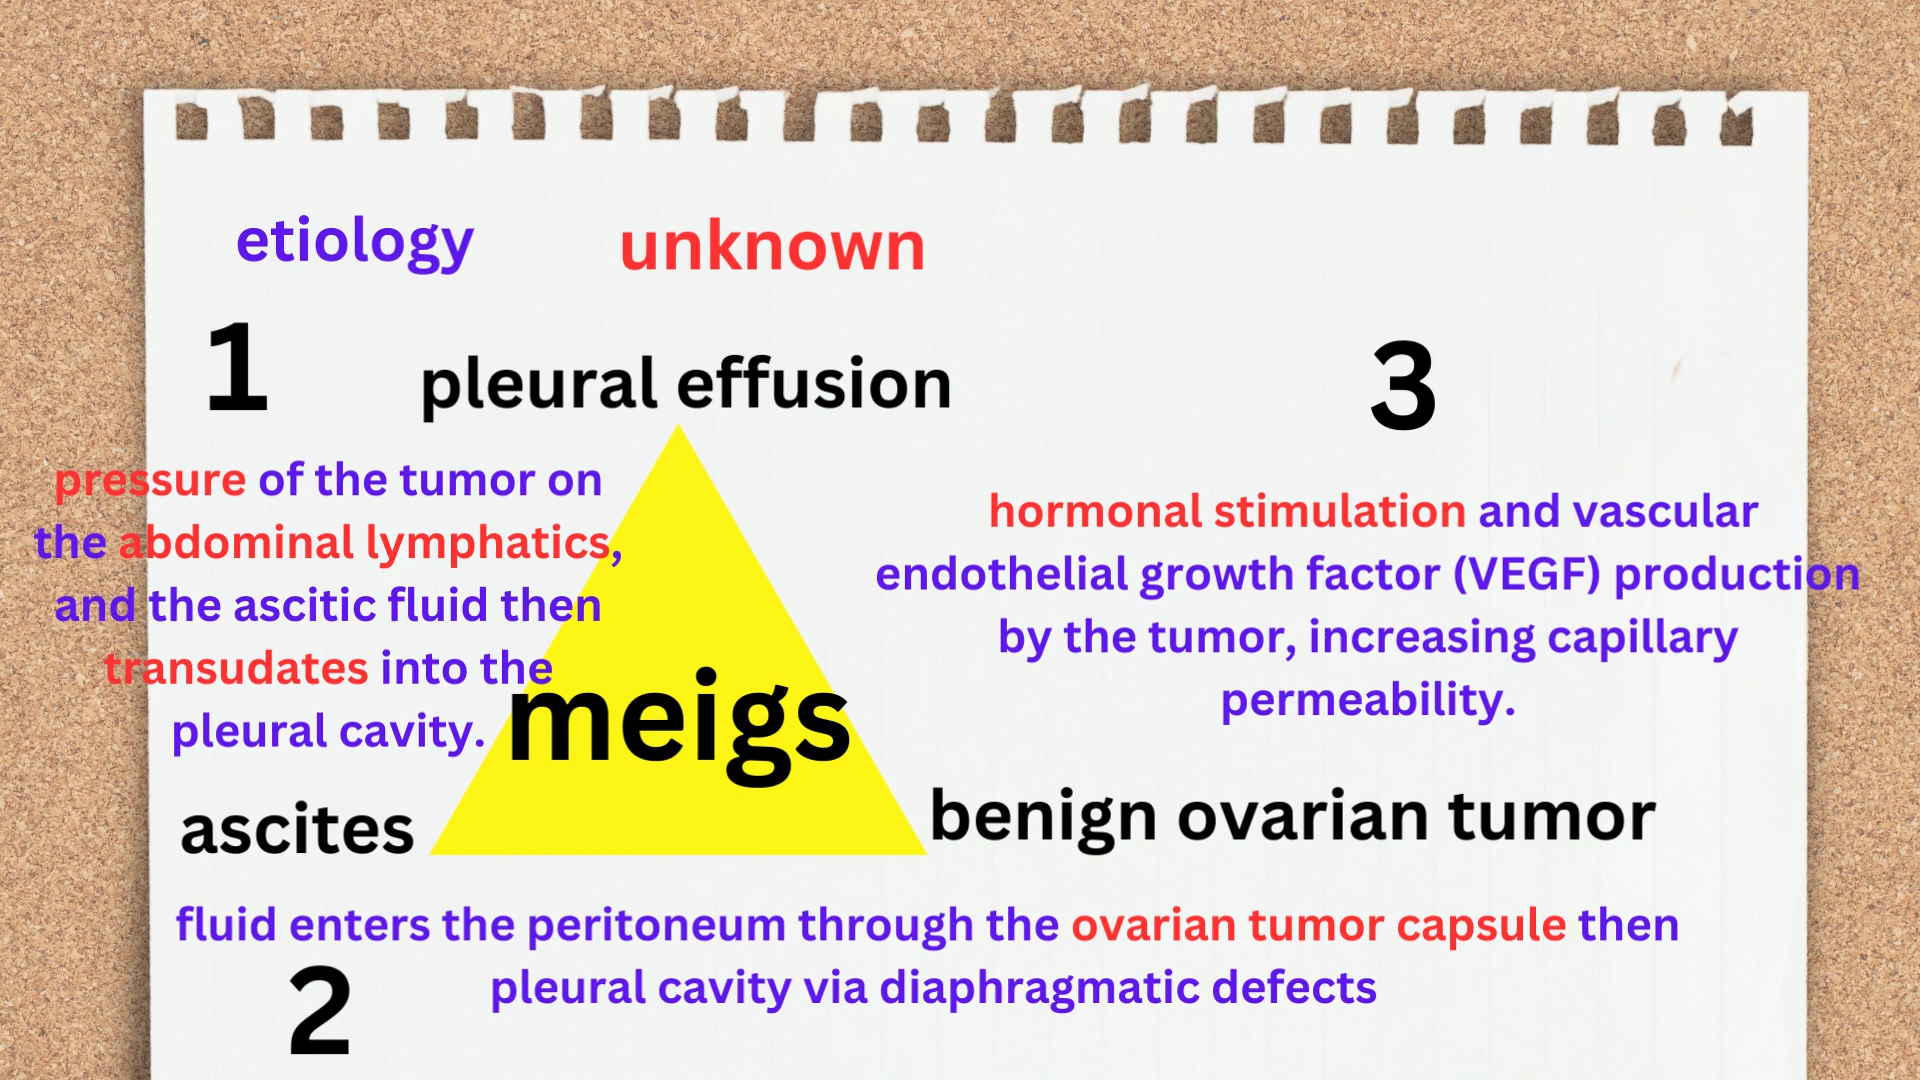 etiology unknown
1
pleural effusion
3
pressure of the tumor on
the abdominal lymphatics,
and the ascitic fluid then
transudates into the
pleural cavity.
hormonal stimulation and vascular
endothelial growth factor (VEGF) production
by the tumor, increasing capillary
permeability.
meigs
ascites
benign ovarian tumor
fluid enters the peritoneum through the ovarian tumor capsule then
pleural cavity via diaphragmatic defects
2